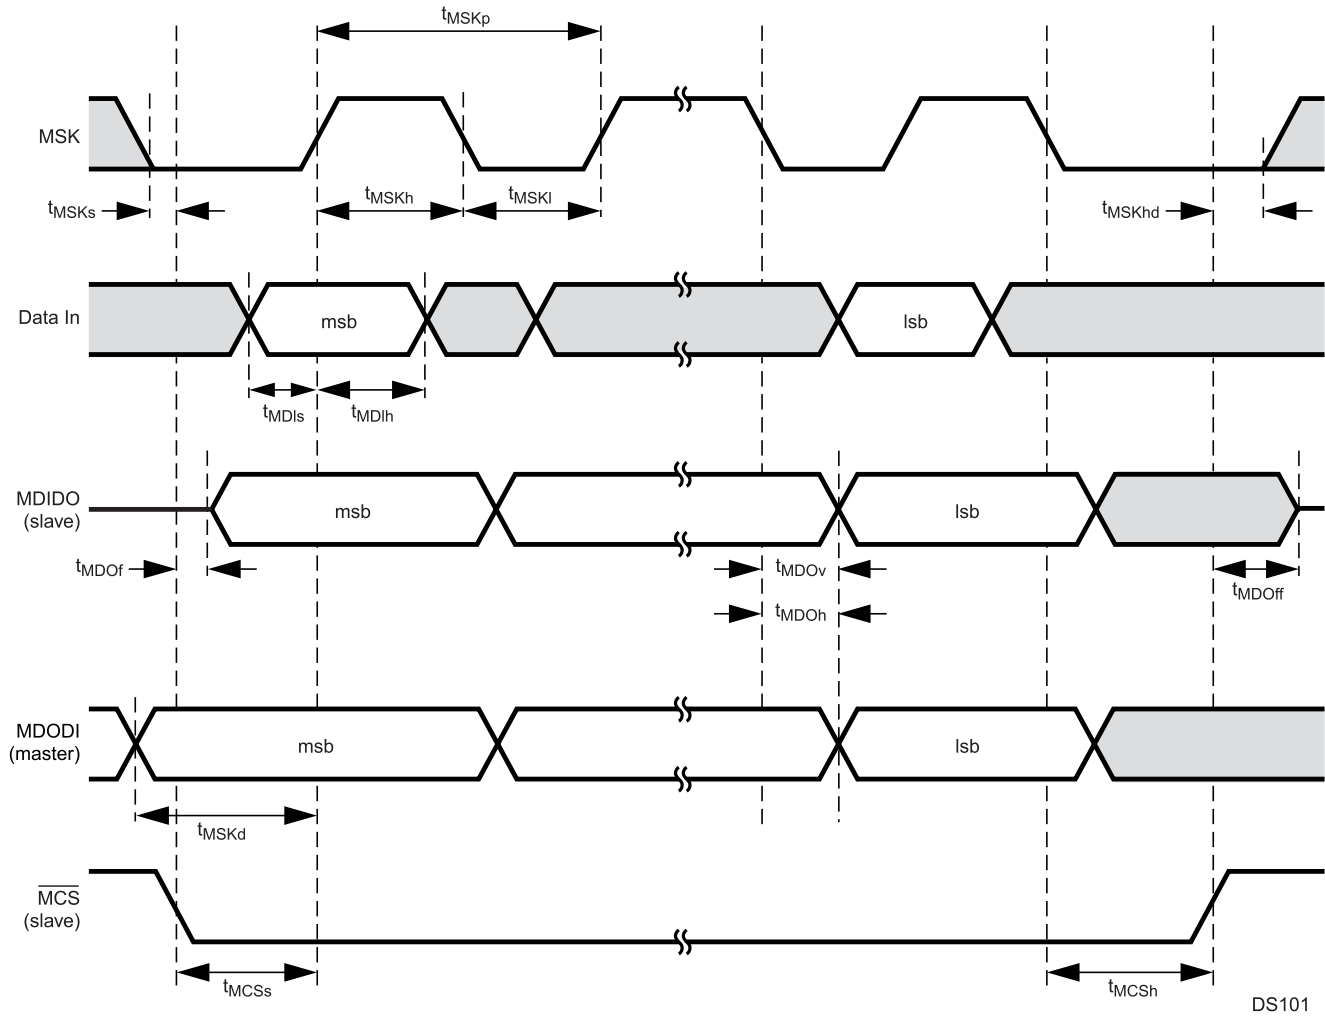 tMSKp
MSK
tMSKs
tMSKh
tMSKl
tMSKhd
Data In
msb
lsb
tMDIs
tMDIh
MDIDO
(slave)
msb
lsb
tMDOf
tMDOv
tMDOff
tMDOh
MDODI
(master)
msb
lsb
tMSKd
MCS
(slave)
tMCSs
tMCSh
DS101